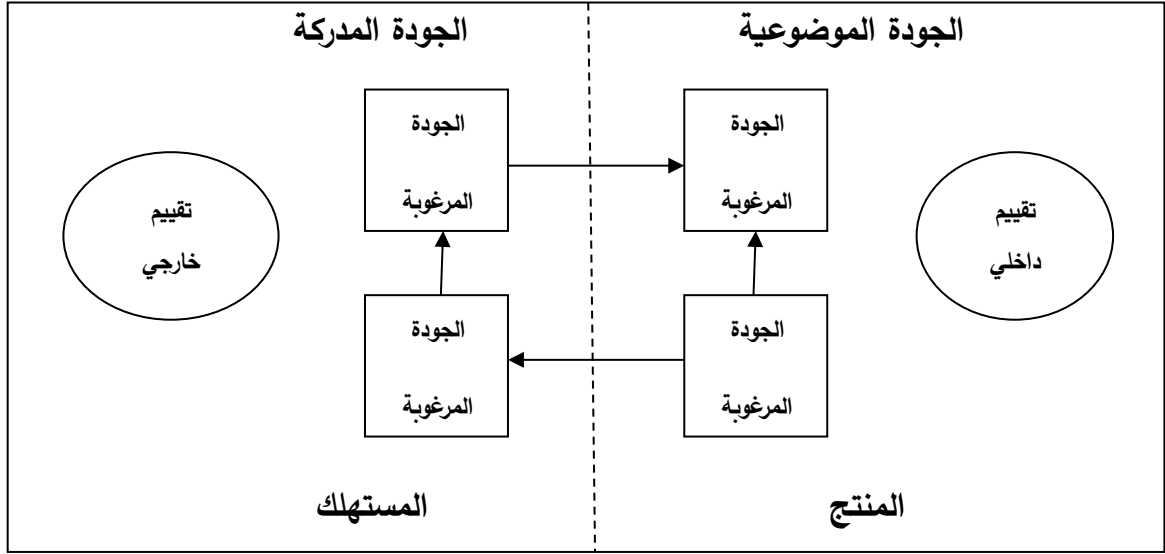 الجودة الموضوعية
الجودة المدركة
الجودة
المرغوبة
الجودة
المرغوبة
تقييم
داخلي
تقييم
خارجي
الجودة
المرغوبة
الجودة
المرغوبة
المنتج
المستهلك